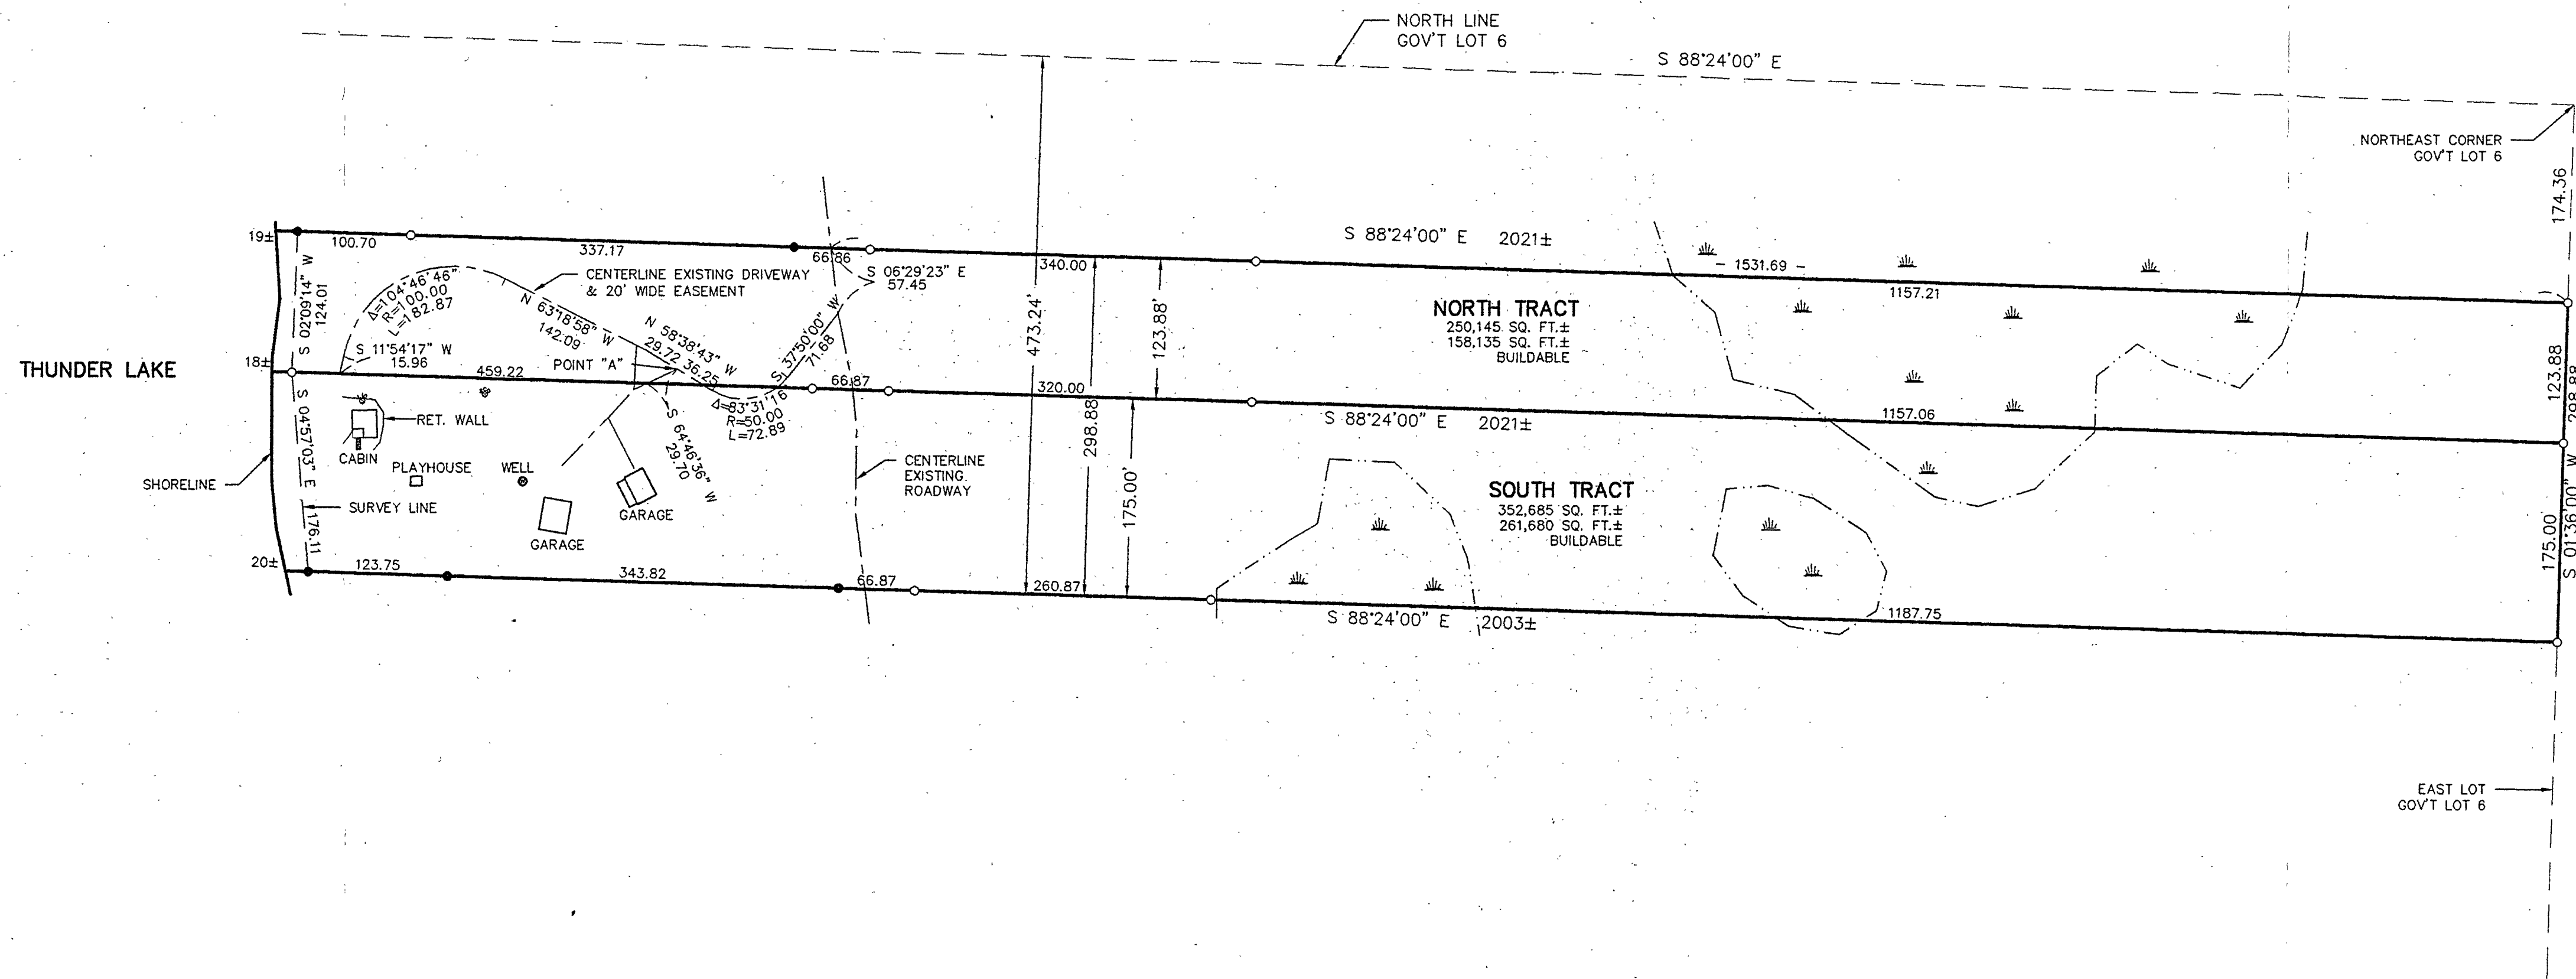 NORTH LINE
GOV'T LOT 6
S 88°24'00" E
NORTHEAST CORNER
GOV'T LOT 6
174.36
19±
100.70
337.17
66.86
S 06°29'23" E
57.45
340.00
S 88°24'00" E 2021±
- 1531.69 -
1157.21
S 02°09'14" W
124.01
Δ=104°46'46"
R=100.00
L=182.87
CENTERLINE EXISTING DRIVEWAY
& 20' WIDE EASEMENT
N 63°18'58" W
142.09
N 58°38'43" W
29.72 36.25
S 37°50'00" W
71.68
473.24'
123.88'
NORTH TRACT
250,145 SQ. FT.±
158,135 SQ. FT.±
BUILDABLE
THUNDER LAKE
18±
S 11°54'17" W
15.96
459.22
POINT "A"
66.87
320.00
S 88°24'00" E 2021±
1157.06
123.88
298.88
S 01°36'00" W
Δ=83°31'16
R=50.00
L=72.89
S 64°46'36" W
29.70
298.88
175.00'
RET. WALL
CABIN
PLAYHOUSE
WELL
S 04°57'03" E
176.11
SHORELINE
SURVEY LINE
GARAGE
GARAGE
CENTERLINE
EXISTING
ROADWAY
SOUTH TRACT
352,685 SQ. FT.±
261,680 SQ. FT.±
BUILDABLE
175.00
20±
123.75
343.82
66.87
260.87
S 88°24'00" E 2003±
1187.75
EAST LOT
GOV'T LOT 6